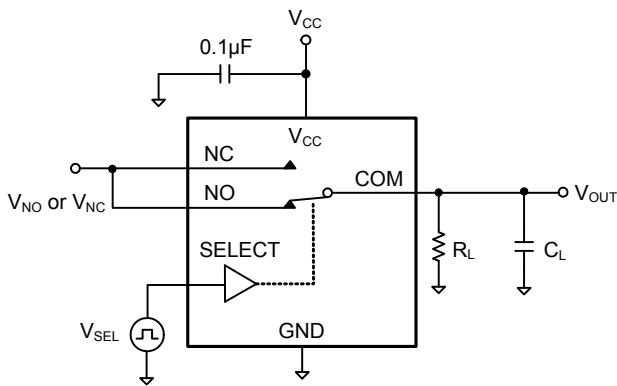 VCC
0.1µF
VCC
NC
COM
VNO or VNC
NO
VOUT
SELECT
RL
CL
VSEL
GND